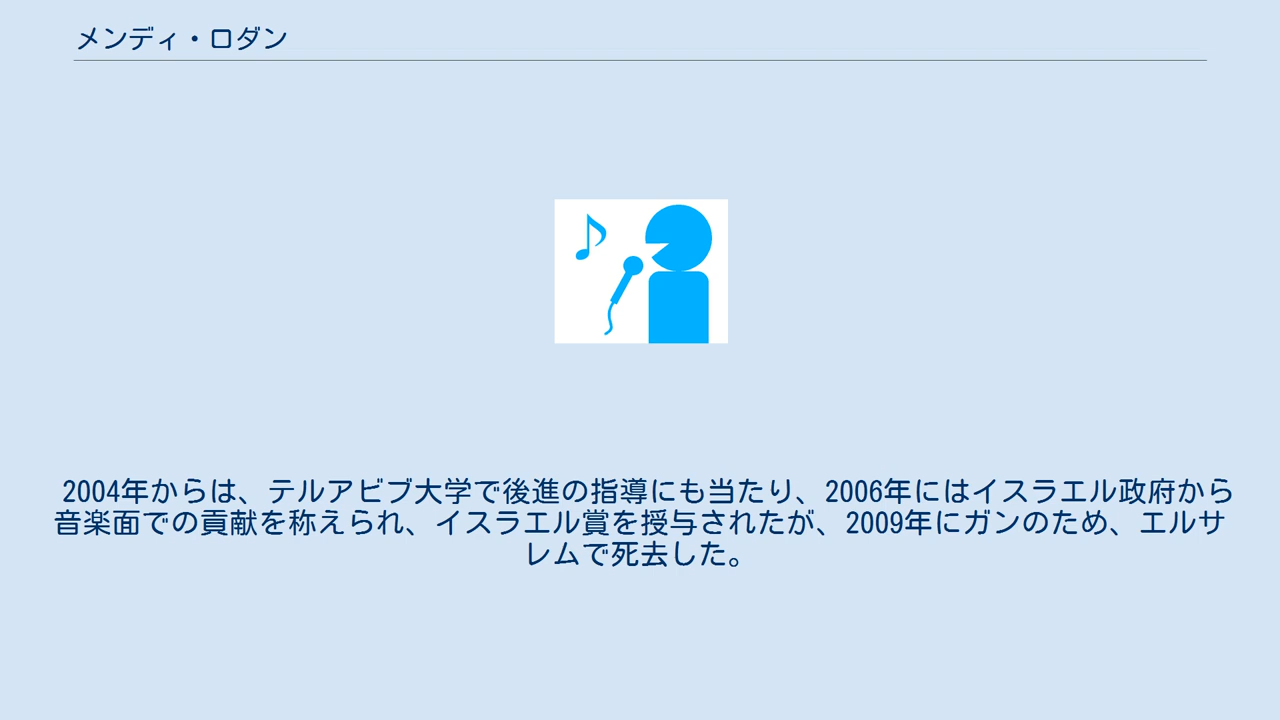 メンディ・ロダン
2004年からは、テルアビブ大学で後進の指導にも当たり、2006年にはイスラエル政府から
音楽面での貢献を称えられ、イスラエル賞を授与されたが、2009年にガンのため、エルサ
レムで死去した。